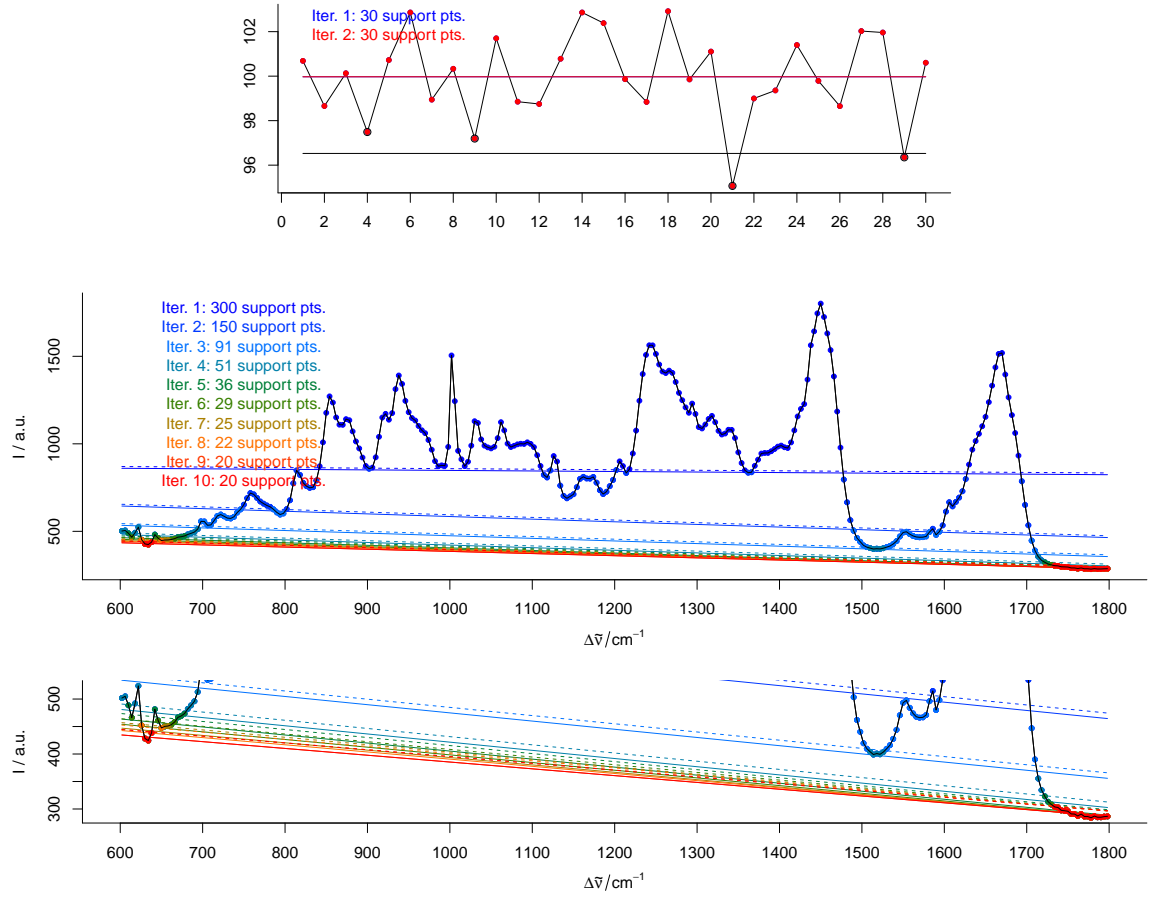 Iter. 1: 30 support pts.
Iter. 2: 30 support pts.
102
100
98
96
0 2 4 6 8 10 12 14 16 18 20 22 24 26 28 30
Iter. 1: 300 support pts.
Iter. 2: 150 support pts.
Iter. 3: 91 support pts.
Iter. 4: 51 support pts.
Iter. 5: 36 support pts.
Iter. 6: 29 support pts.
Iter. 7: 25 support pts.
Iter. 8: 22 support pts.
Iter. 9: 20 support pts.
Iter. 10: 20 support pts.
I / a.u.
1500
1000
500
600 700 800 900 1000 1100 1200 1300 1400 1500 1600 1700 1800
Δν̃/cm⁻¹
I / a.u.
500
400
300
600 700 800 900 1000 1100 1200 1300 1400 1500 1600 1700 1800
Δν̃/cm⁻¹